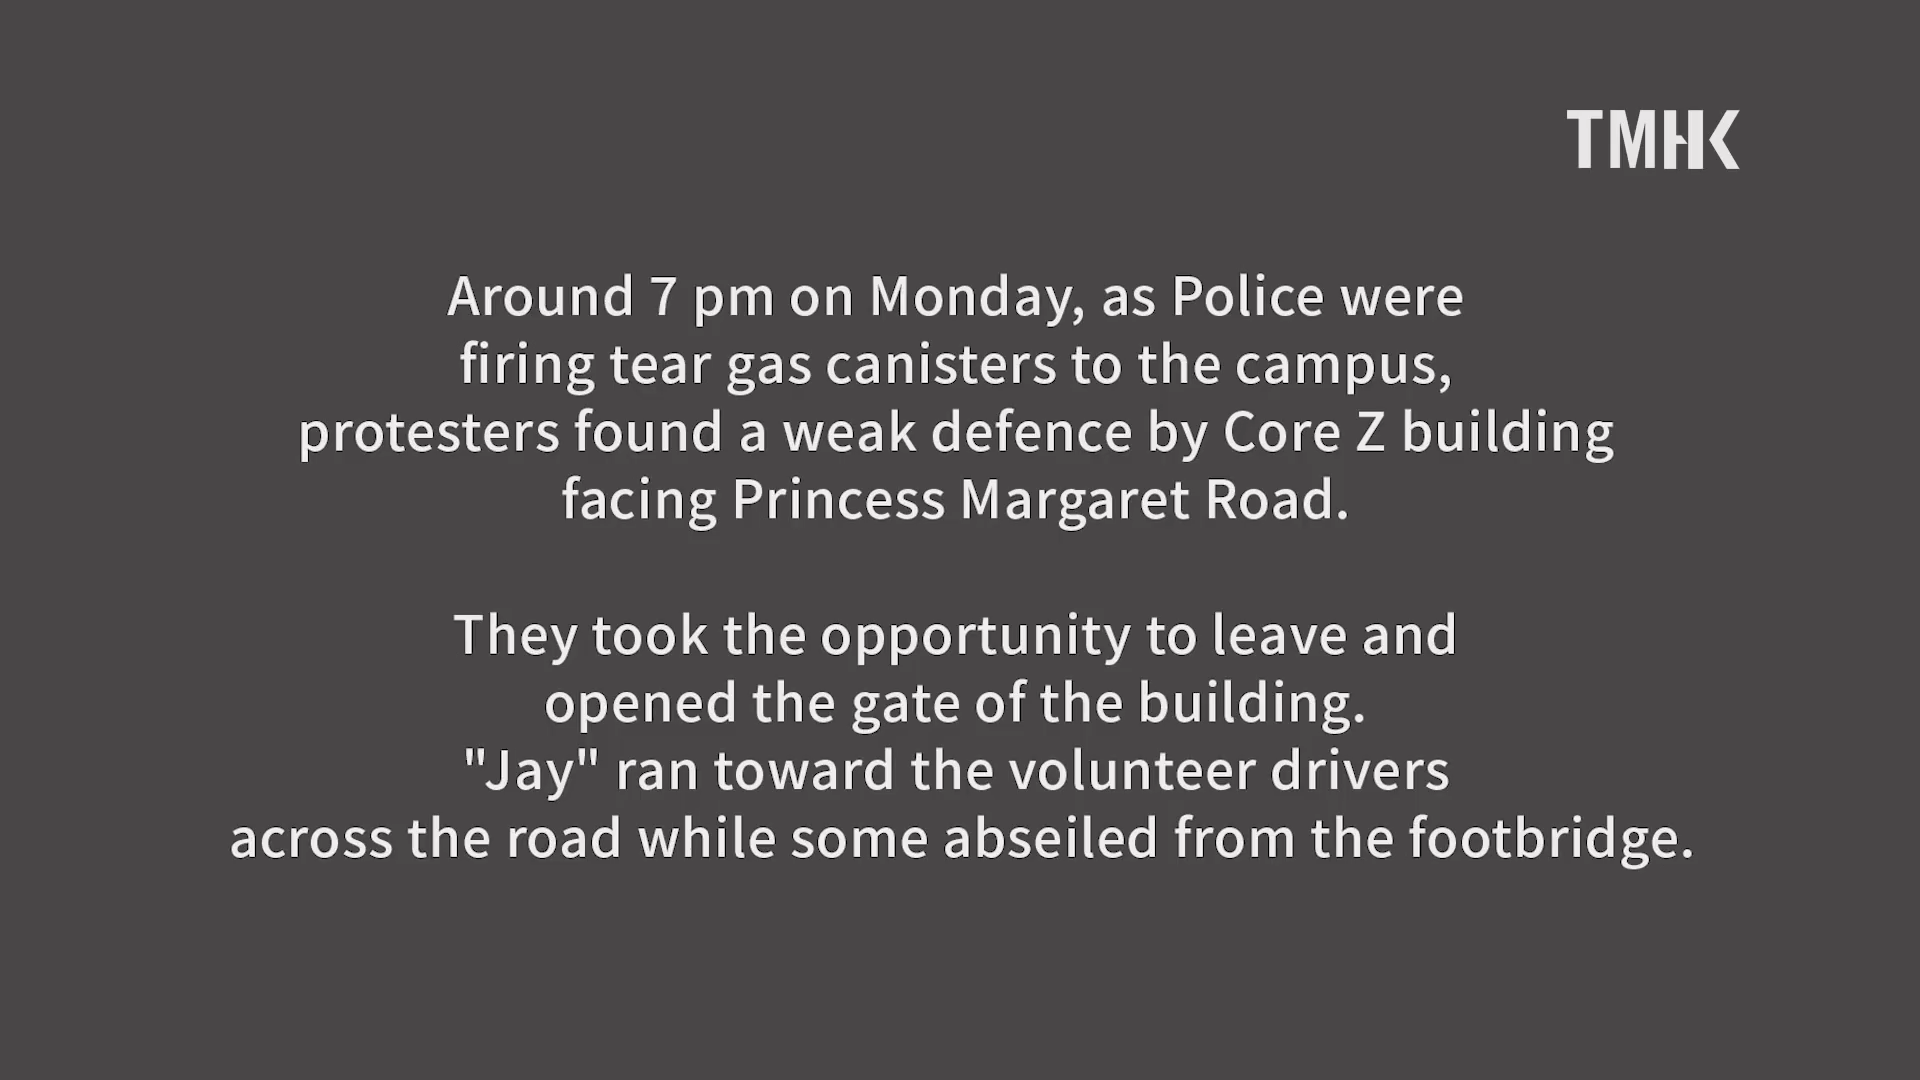 TMHK
Around 7 pm on Monday, as Police were
firing tear gas canisters to the campus,
protesters found a weak defence by Core Z building
facing Princess Margaret Road.
They took the opportunity to leave and
opened the gate of the building.
"Jay" ran toward the volunteer drivers
across the road while some abseiled from the footbridge.